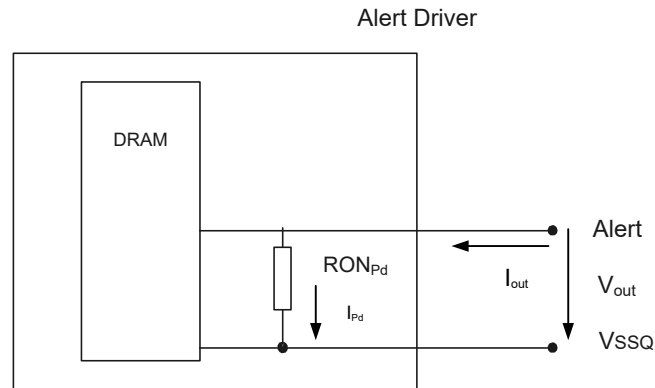 Alert Driver
DRAM
Alert
RONPd
Iout
Vout
IPd
VSSQ